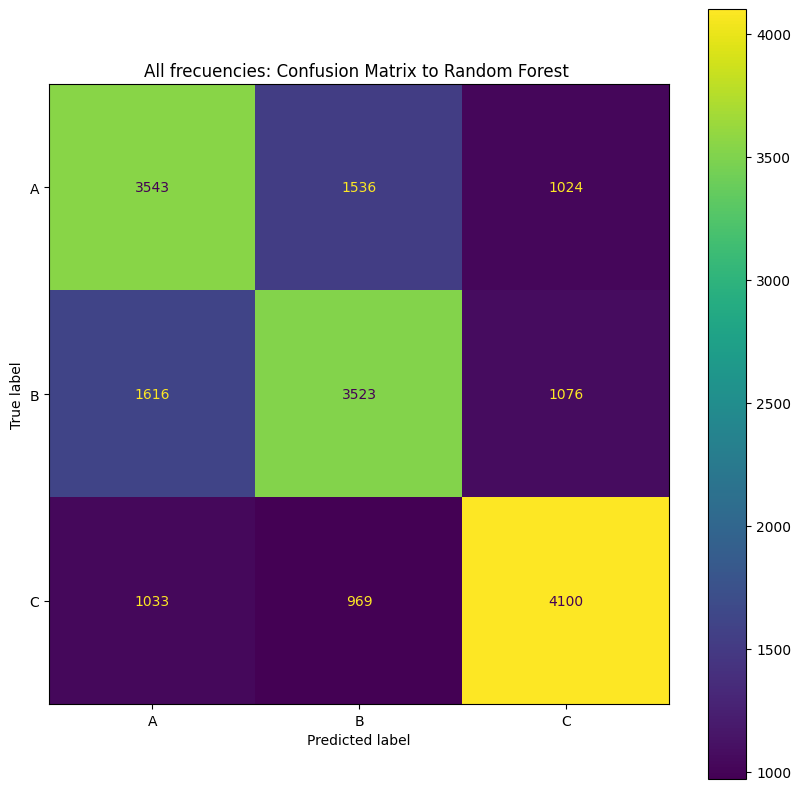 All frecuencies: Confusion Matrix to Random Forest
True label
A
3543 1536 1024
B
1616 3523 1076
C
1033 969 4100
A B C
Predicted label
4000
3500
3000
2500
2000
1500
1000